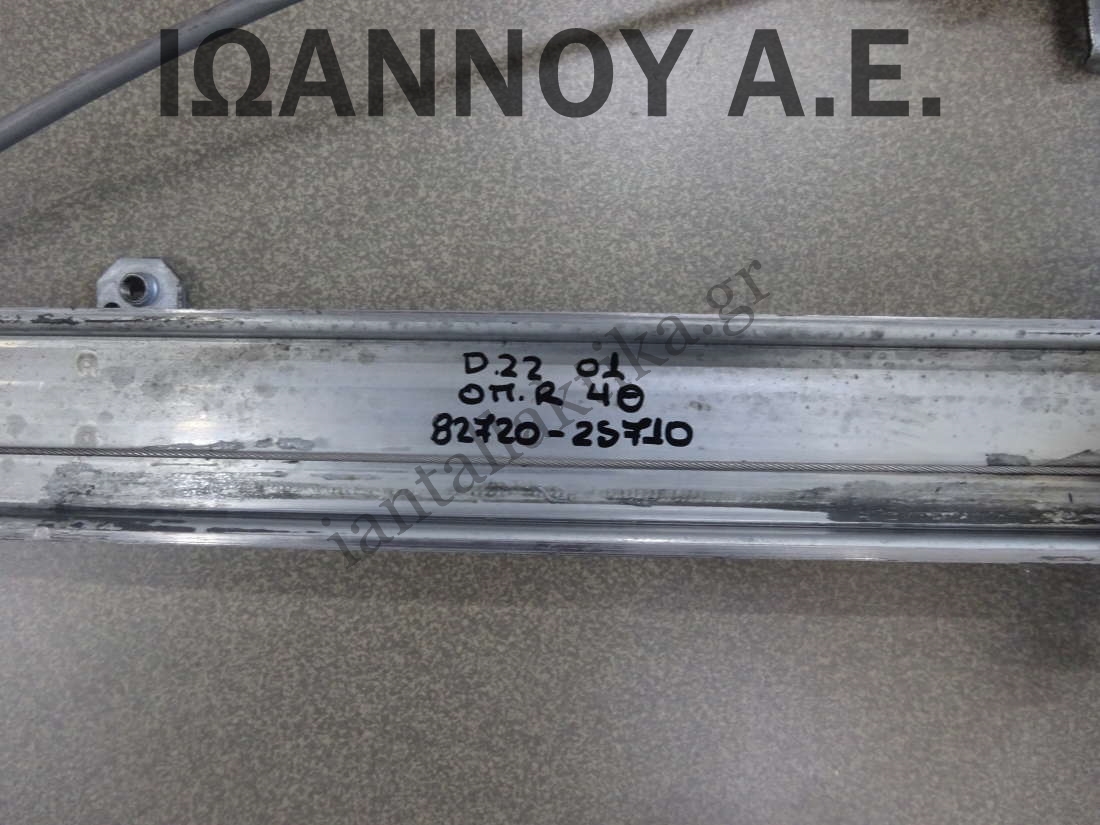 ΙΩΑΝΝΟΥ Α.Ε.
D.22 01
ΟΠ.R 4Θ
82720-2S710
iantallaktika.gr